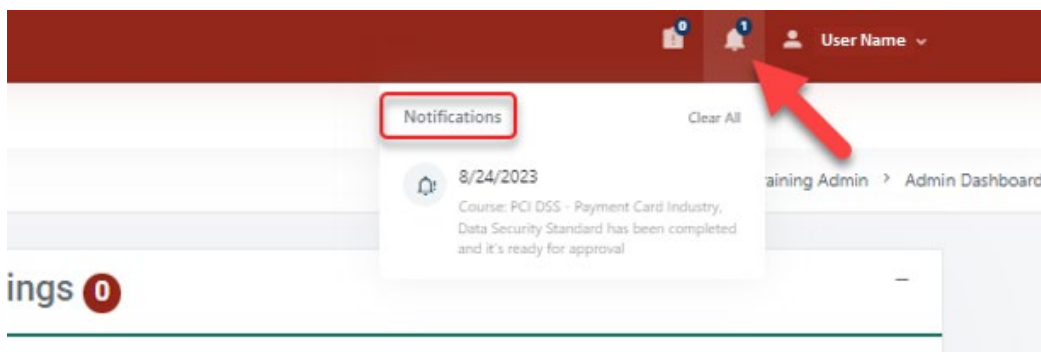 0
1
User Name
Notifications
Clear All
8/24/2023
Course: PCI DSS - Payment Card Industry,
Data Security Standard has been completed
and it's ready for approval
Admin > Admin Dashboard
ings 0